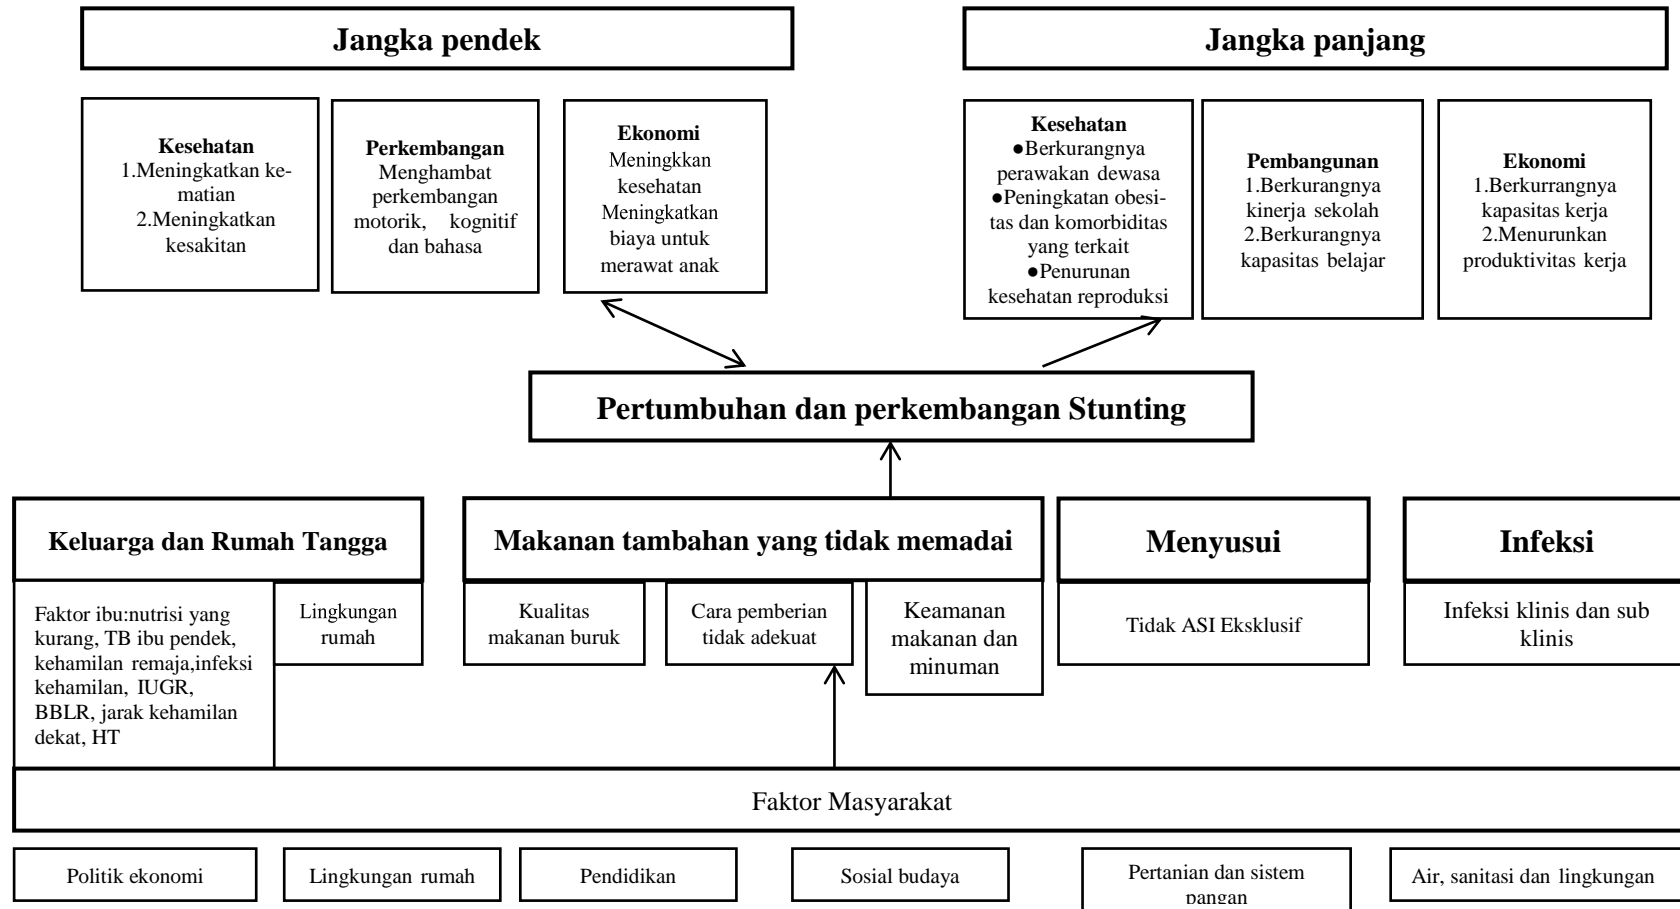 Jangka pendek
Jangka panjang
Kesehatan
1.Meningkatkan ke-
matian
2.Meningkatkan
kesakitan
Perkembangan
Menghambat
perkembangan
motorik, kognitif
dan bahasa
Ekonomi
Meningkkan
kesehatan
Meningkatkan
biaya untuk
merawat anak
Kesehatan
●Berkurangnya
perawakan dewasa
●Peningkatan obesi-
tas dan komorbiditas
yang terkait
●Penurunan
kesehatan reproduksi
Pembangunan
1.Berkurangnya
kinerja sekolah
2.Berkurangnya
kapasitas belajar
Ekonomi
1.Berkurrangnya
kapasitas kerja
2.Menurunkan
produktivitas kerja
Pertumbuhan dan perkembangan Stunting
Keluarga dan Rumah Tangga
Makanan tambahan yang tidak memadai
Menyusui
Infeksi
Faktor ibu:nutrisi yang
kurang, TB ibu pendek,
kehamilan remaja,infeksi
kehamilan, IUGR,
BBLR, jarak kehamilan
dekat, HT
Lingkungan
rumah
Kualitas
makanan buruk
Cara pemberian
tidak adekuat
Keamanan
makanan dan
minuman
Tidak ASI Eksklusif
Infeksi klinis dan sub
klinis
Faktor Masyarakat
Politik ekonomi
Lingkungan rumah
Pendidikan
Sosial budaya
Pertanian dan sistem
pangan
Air, sanitasi dan lingkungan